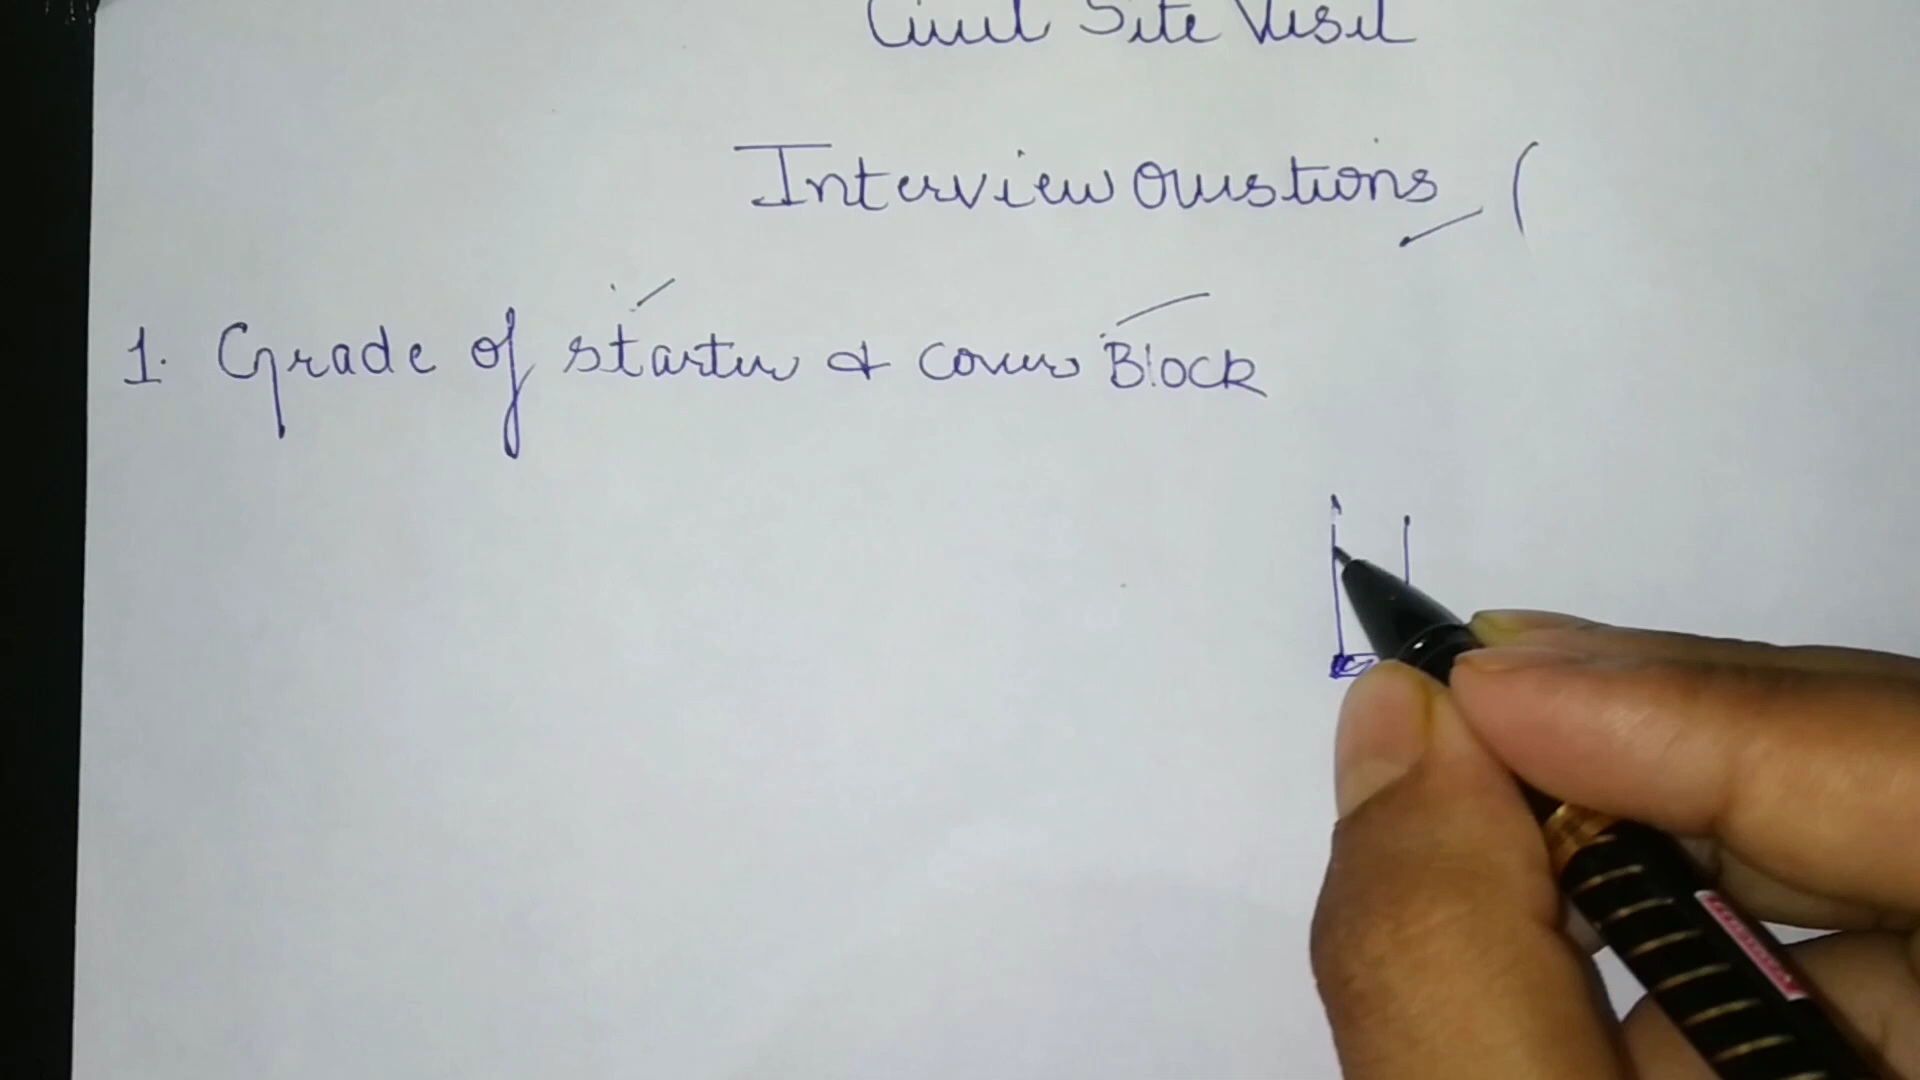 Civil Site Visit
Interview Questions (
1. Grade of starter & cover Block